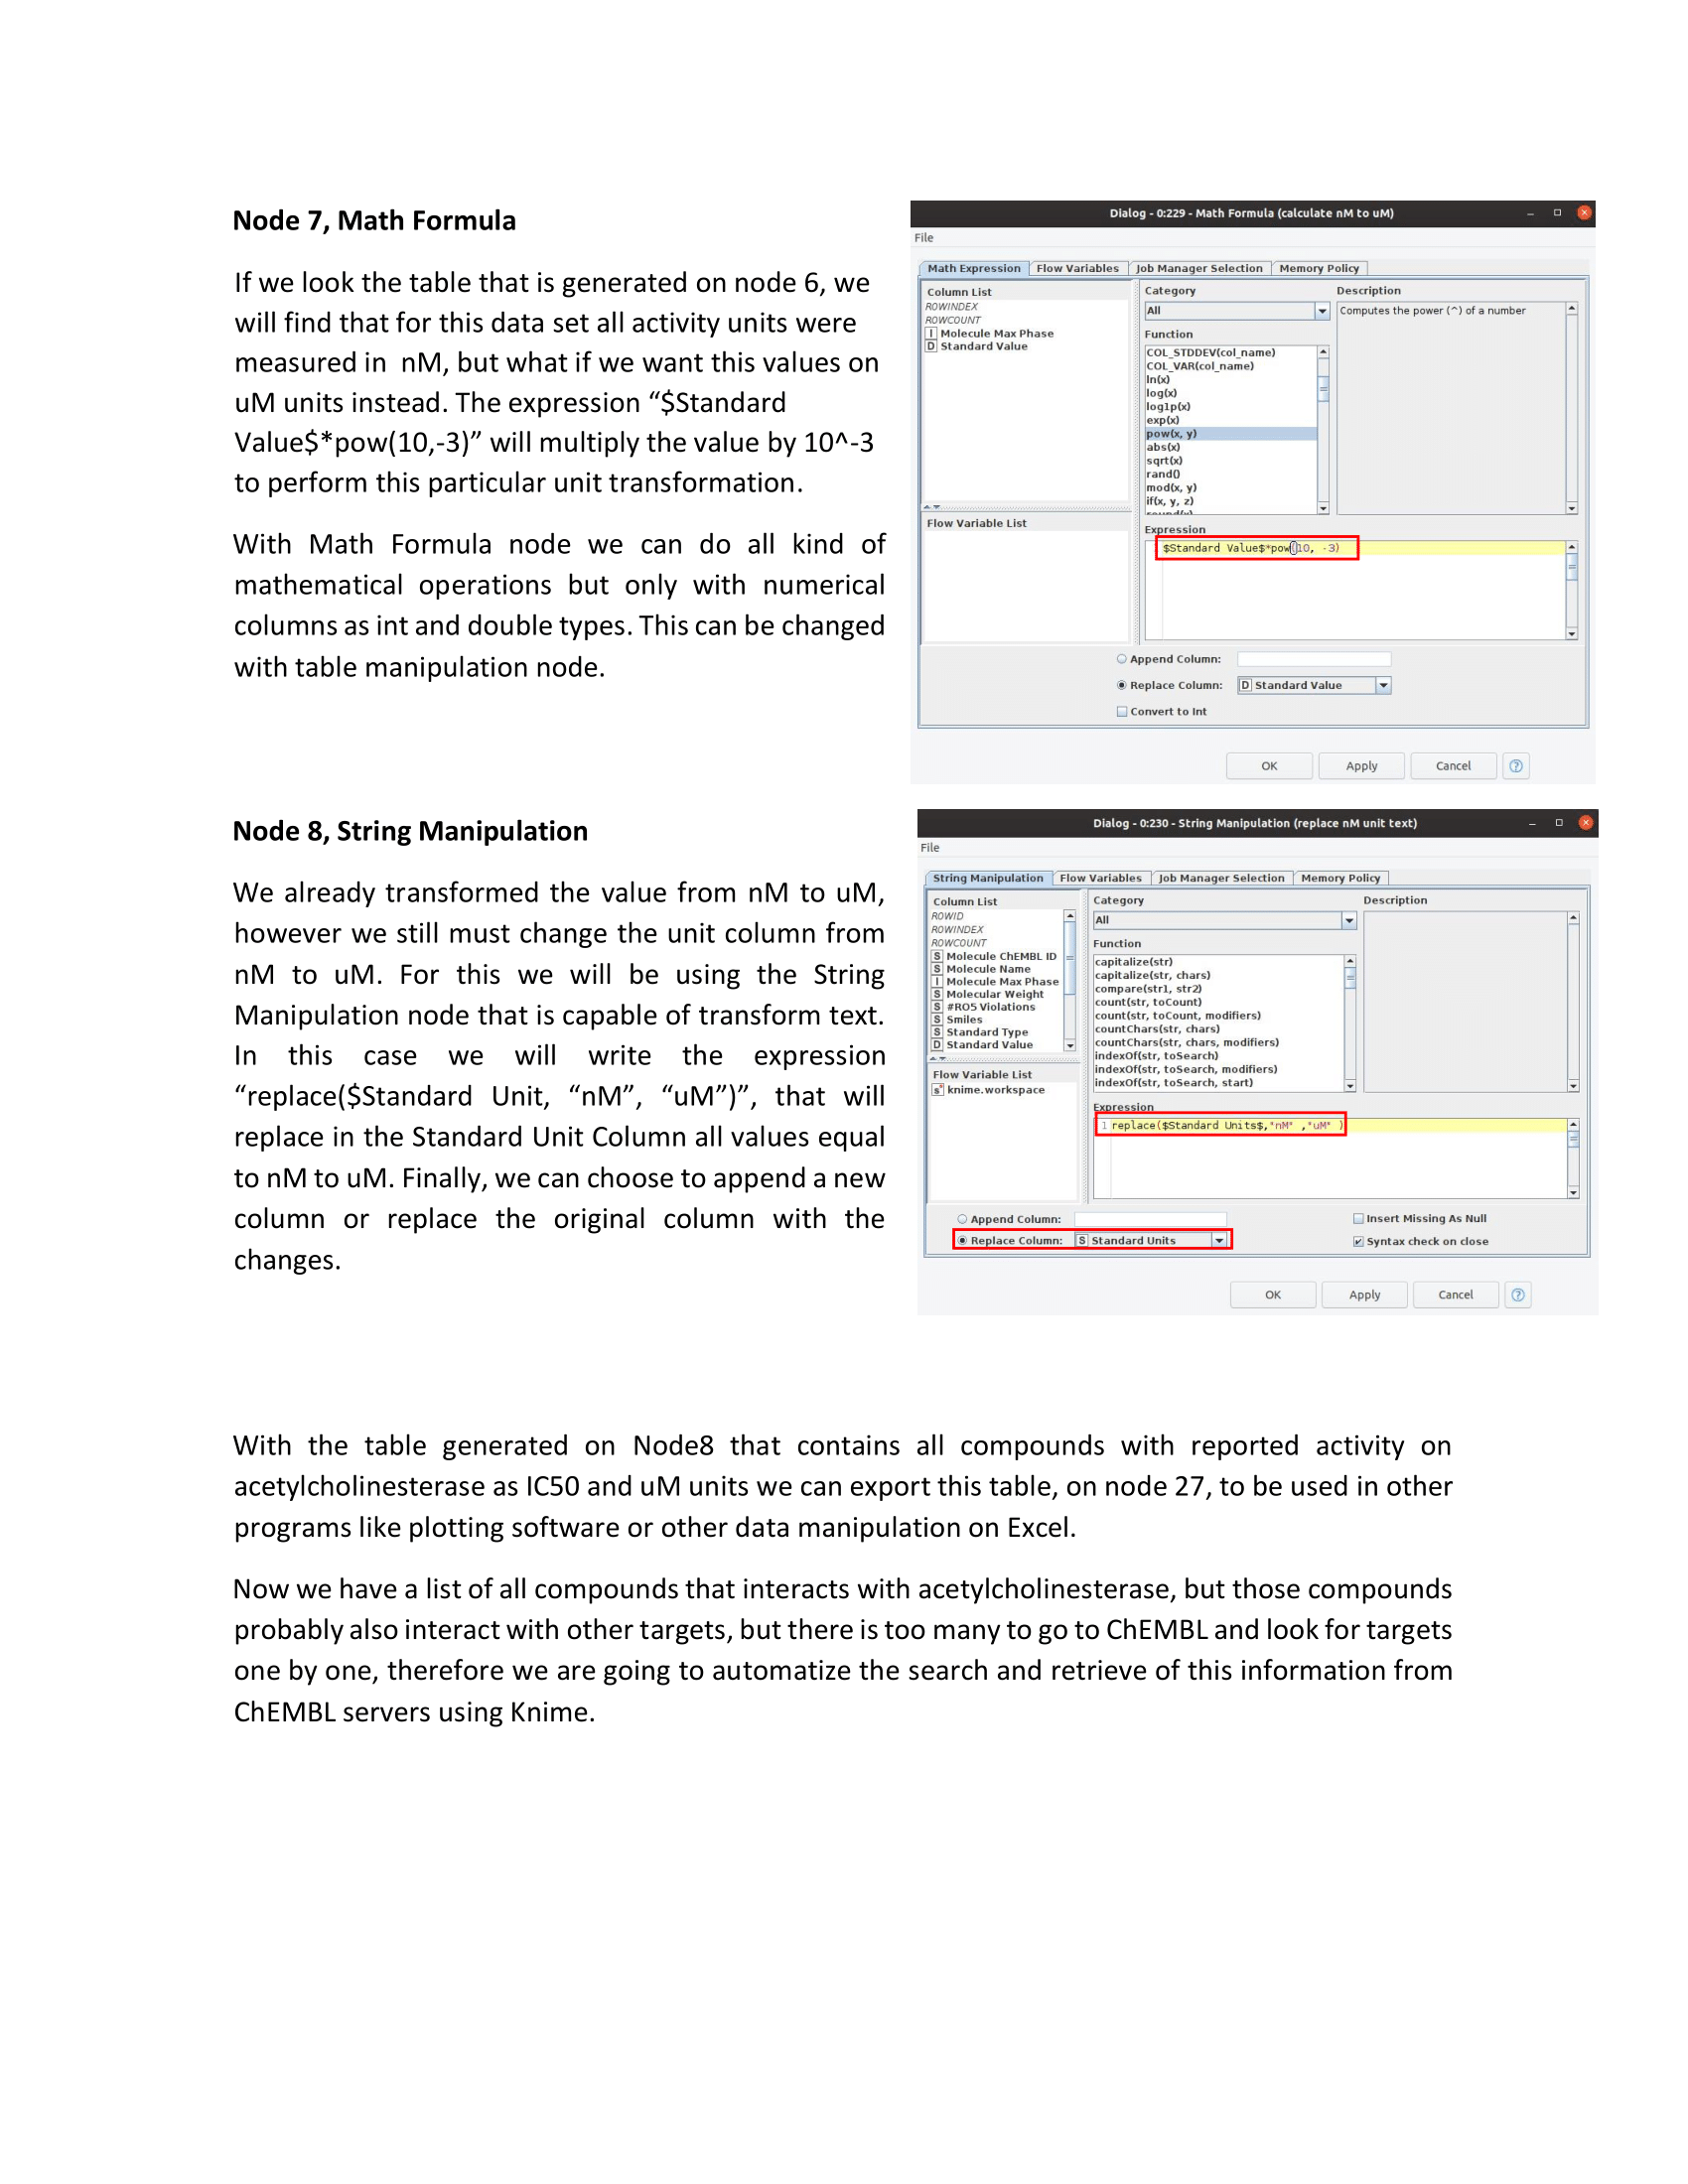 Node 7, Math Formula
If we look the table that is generated on node 6, we
will find that for this data set all activity units were
measured in nM, but what if we want this values on
uM units instead. The expression “$Standard
Value$*pow(10,-3)” will multiply the value by 10^-3
to perform this particular unit transformation.
With Math Formula node we can do all kind of
mathematical operations but only with numerical
columns as int and double types. This can be changed
with table manipulation node.
Dialog - 0:229 - Math Formula (calculate nM to uM)
File
Math Expression Flow Variables Job Manager Selection Memory Policy
Column List
ROWINDEX
ROWCOUNT
I Molecule Max Phase
D Standard Value
Flow Variable List
Category
All
Function
COL_STDDEV(col_name)
COL_VAR(col_name)
ln(x)
log(x)
log1p(x)
exp(x)
pow(x, y)
abs(x)
sqrt(x)
rand()
mod(x, y)
if(x, y, z)
round(x)
Description
Computes the power (^) of a number
Expression
$Standard Value$*pow(10, -3)
Append Column:
Replace Column: D Standard Value
Convert to Int
OK Apply Cancel ?
Node 8, String Manipulation
We already transformed the value from nM to uM,
however we still must change the unit column from
nM to uM. For this we will be using the String
Manipulation node that is capable of transform text.
In this case we will write the expression
“replace($Standard Unit, “nM”, “uM”)”, that will
replace in the Standard Unit Column all values equal
to nM to uM. Finally, we can choose to append a new
column or replace the original column with the
changes.
Dialog - 0:230 - String Manipulation (replace nM unit text)
File
String Manipulation Flow Variables Job Manager Selection Memory Policy
Column List
ROWID
ROWINDEX
ROWCOUNT
S Molecule ChEMBL ID
S Molecule Name
I Molecule Max Phase
S Molecular Weight
S #RO5 Violations
S Smiles
S Standard Type
D Standard Value
Flow Variable List
s knime.workspace
Category
All
Function
capitalize(str)
capitalize(str, chars)
compare(str1, str2)
count(str, toCount)
count(str, toCount, modifiers)
countChars(str, chars)
countChars(str, chars, modifiers)
indexOf(str, toSearch)
indexOf(str, toSearch, modifiers)
indexOf(str, toSearch, start)
Description
Expression
1 replace($Standard Units$,"nM" ,"uM" )
Append Column:
Replace Column: S Standard Units
Insert Missing As Null
Syntax check on close
OK Apply Cancel ?
With the table generated on Node8 that contains all compounds with reported activity on
acetylcholinesterase as IC50 and uM units we can export this table, on node 27, to be used in other
programs like plotting software or other data manipulation on Excel.
Now we have a list of all compounds that interacts with acetylcholinesterase, but those compounds
probably also interact with other targets, but there is too many to go to ChEMBL and look for targets
one by one, therefore we are going to automatize the search and retrieve of this information from
ChEMBL servers using Knime.